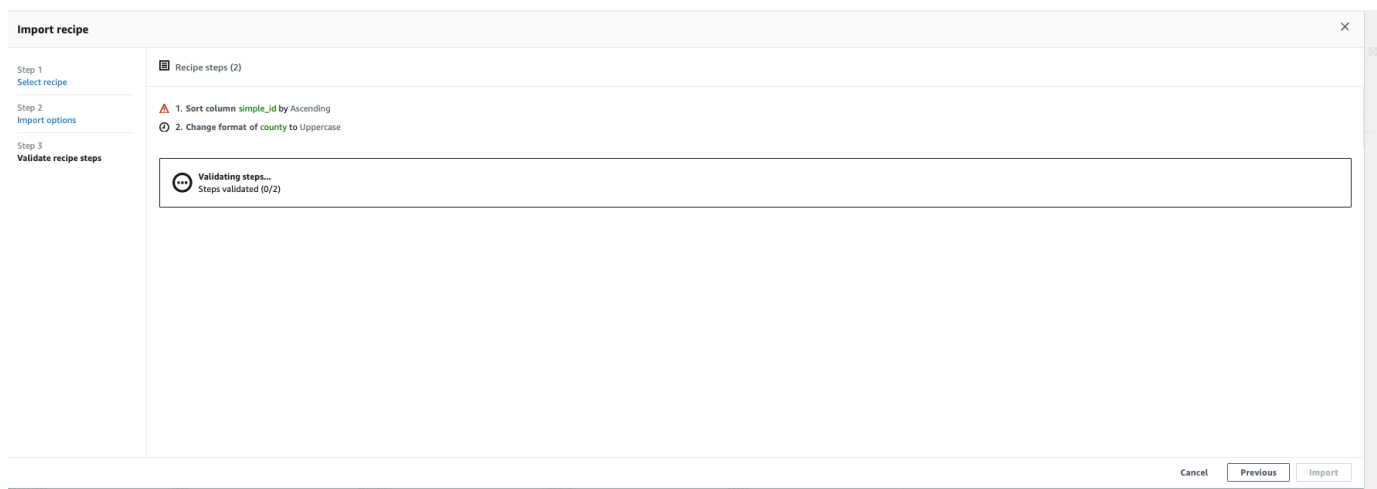 Import recipe
Step 1
Select recipe
Step 2
Import options
Step 3
Validate recipe steps
Recipe steps (2)
1. Sort column simple_id by Ascending
2. Change format of county to Uppercase
Validating steps...
Steps validated (0/2)
Cancel
Previous
Import